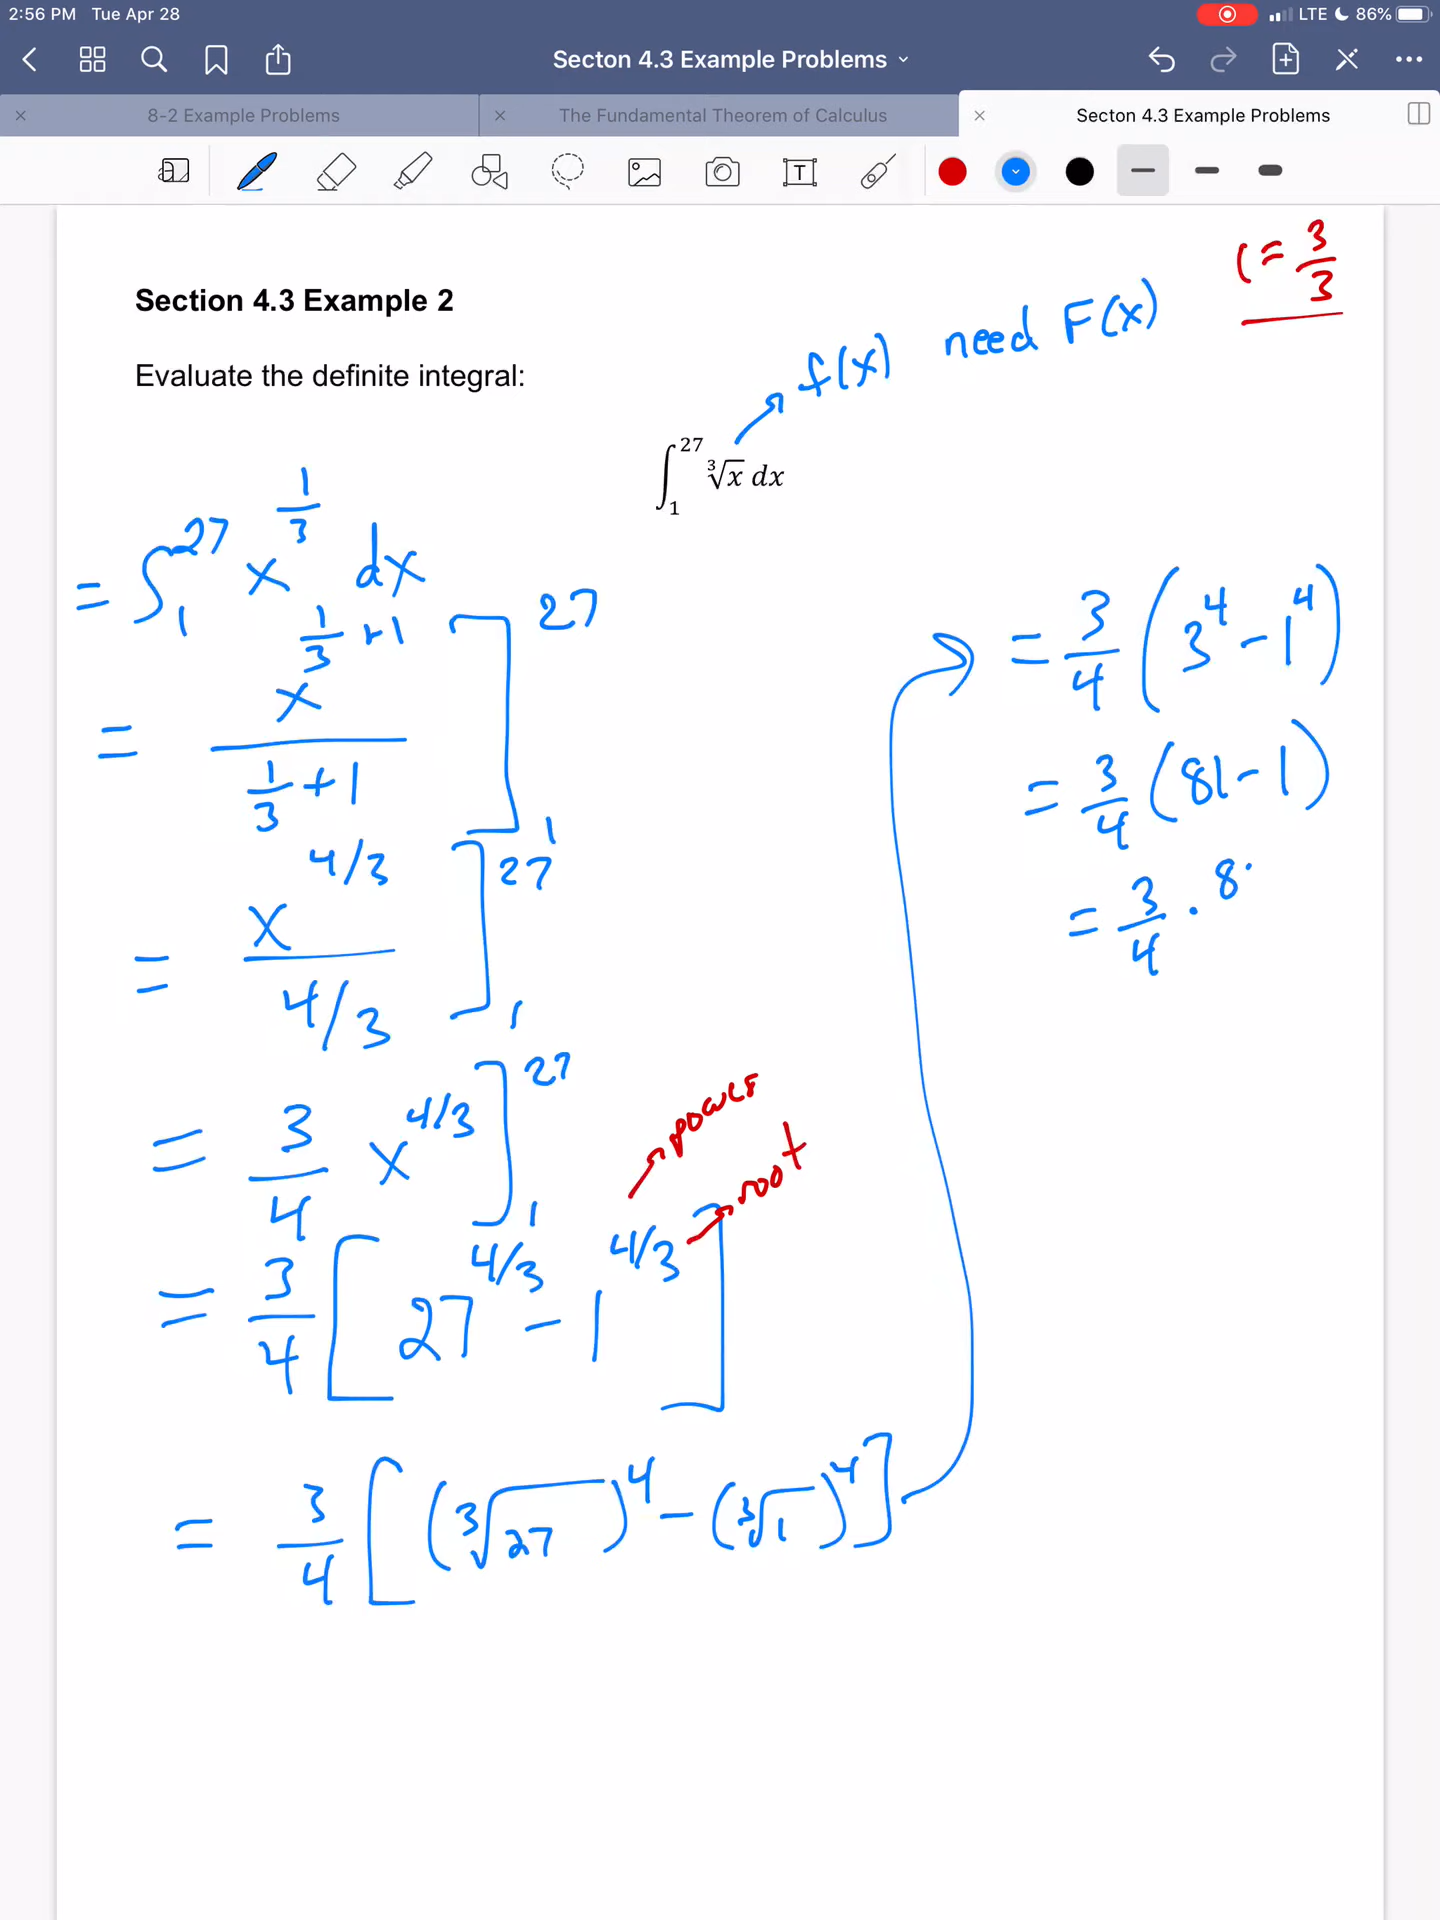 2:56 PM Tue Apr 28
LTE 86%
Secton 4.3 Example Problems
8-2 Example Problems
The Fundamental Theorem of Calculus
Secton 4.3 Example Problems
T
1 = 3/3
Section 4.3 Example 2
f(x) need F(x)
Evaluate the definite integral:
∫₁²⁷ ∛x dx
= ∫₁²⁷ x^(1/3) dx
= x^(1/3 + 1) / (1/3 + 1) ]₁²⁷
= x^(4/3) / (4/3) ]₁²⁷
= 3/4 x^(4/3) ]₁²⁷
power
root
= 3/4 [ 27^(4/3) - 1^(4/3) ]
= 3/4 [ (∛27)⁴ - (∛1)⁴ ]
= 3/4 (3⁴ - 1⁴)
= 3/4 (81 - 1)
= 3/4 · 8